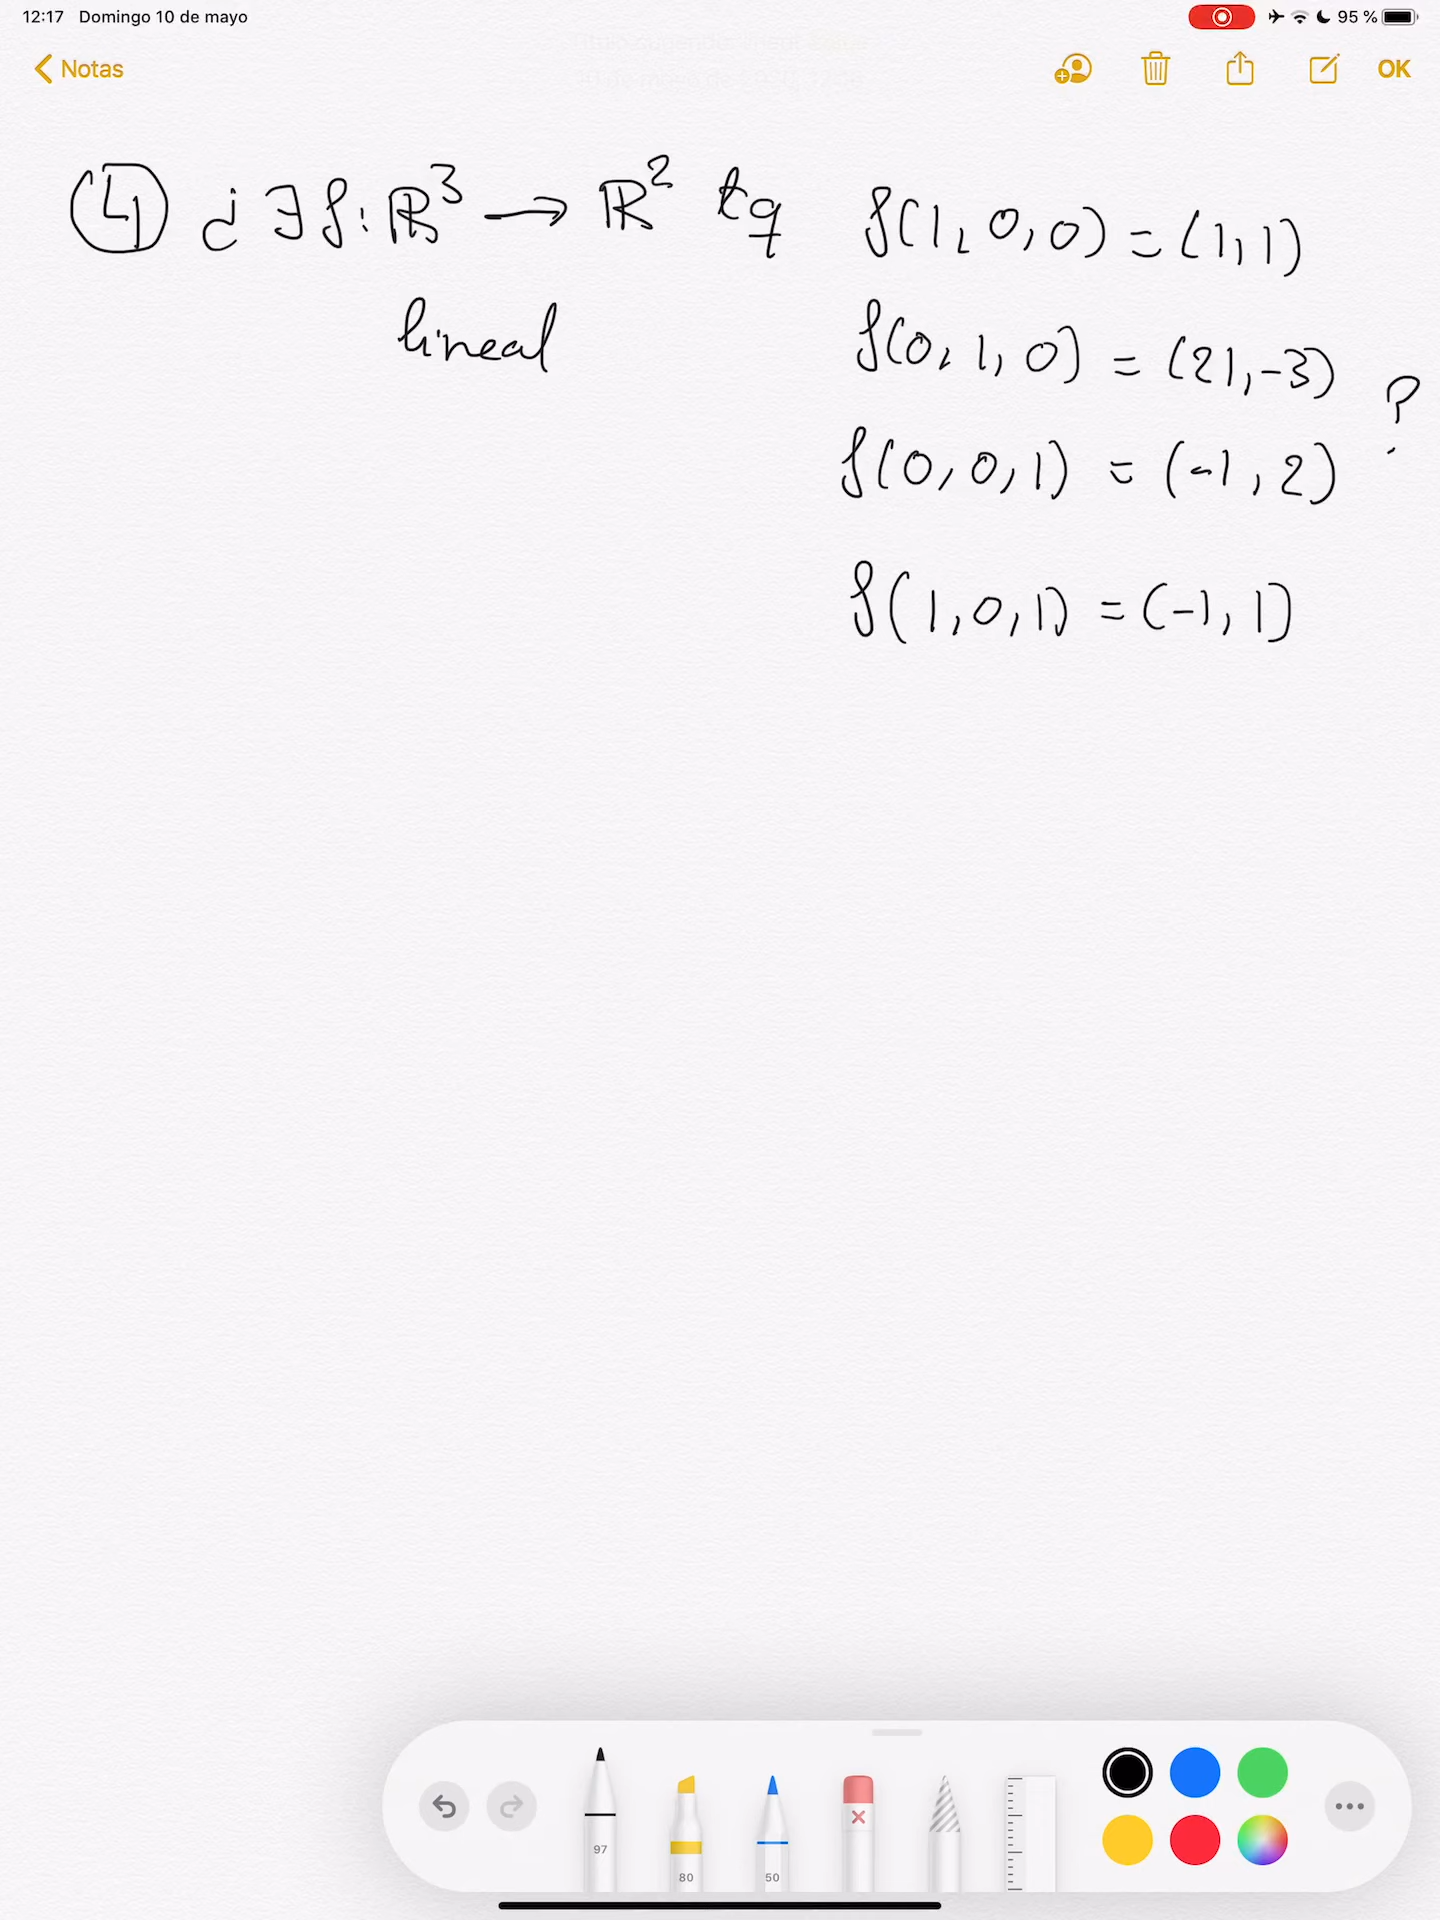 12:17 Domingo 10 de mayo 95 %
Notas OK
④ ¿∃ f: ℝ³ → ℝ² tq f(1,0,0) = (1,1)
lineal
f(0,1,0) = (21,-3)
?
f(0,0,1) = (-1,2)
f(1,0,1) = (-1,1)
97
80
50